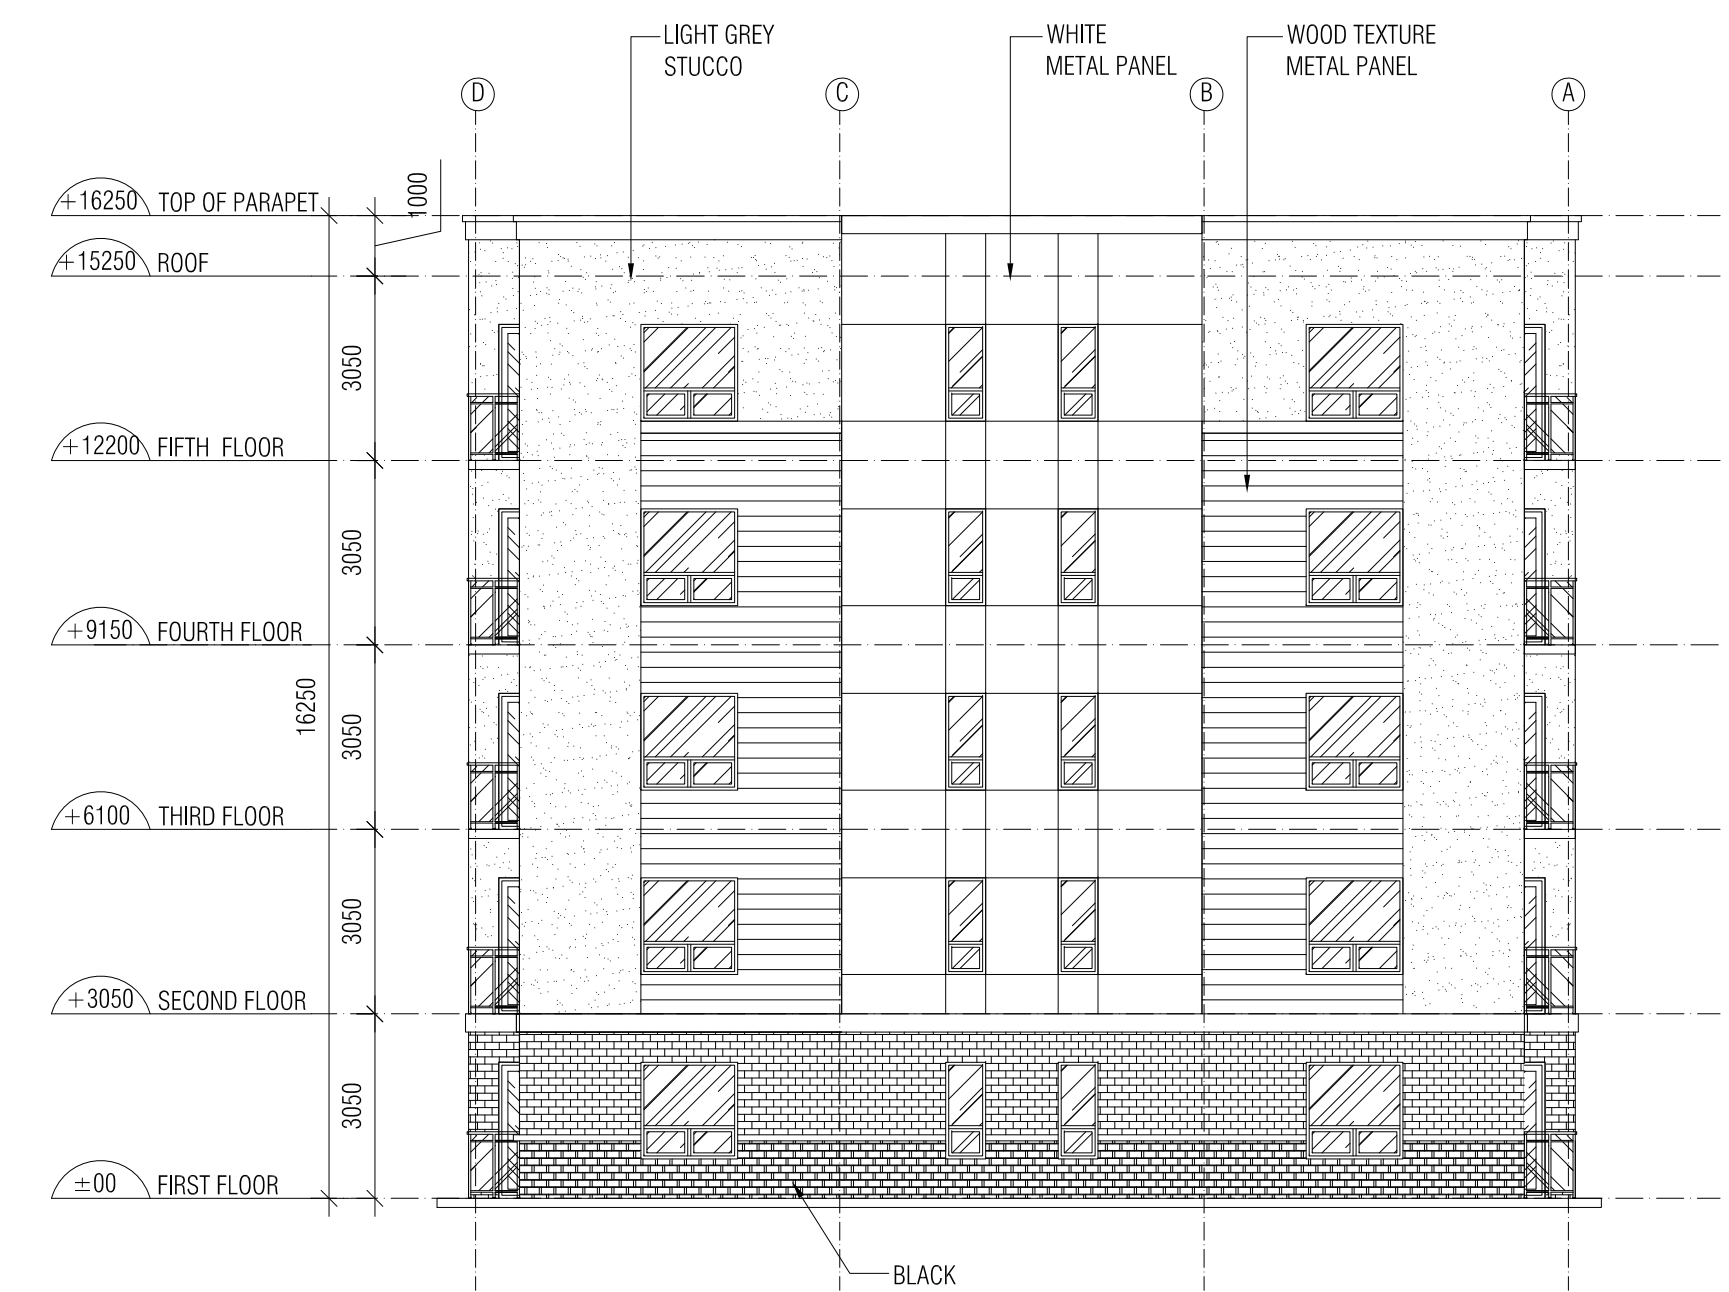 LIGHT GREY
STUCCO
WHITE
METAL PANEL
WOOD TEXTURE
METAL PANEL
D
C
B
A
+16250 TOP OF PARAPET
1000
+15250 ROOF
3050
+12200 FIFTH FLOOR
3050
+9150 FOURTH FLOOR
16250
3050
+6100 THIRD FLOOR
3050
+3050 SECOND FLOOR
3050
±00 FIRST FLOOR
BLACK